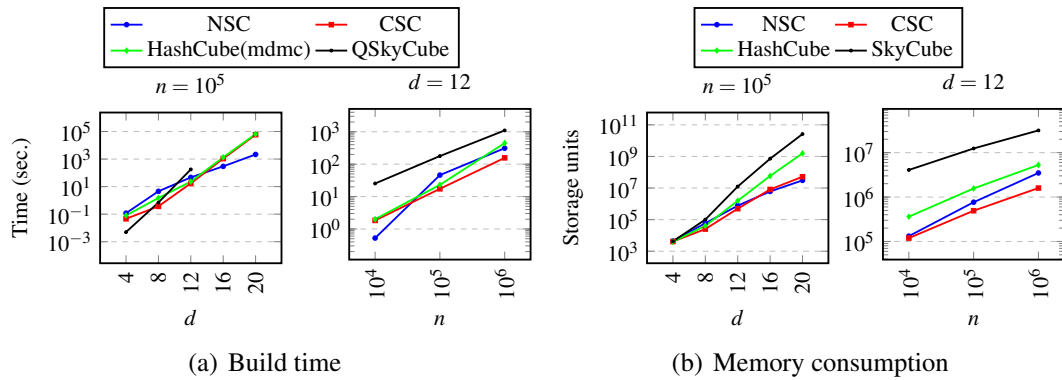 NSC CSC
HashCube(mdmc) QSkyCube
n = 10^5
d = 12
Time (sec.)
10^5
10^1
10^-1
10^-3
4 8 12 16 20
d
10^3
10^2
10^1
10^0
10^4 10^5 10^6
n
(a) Build time
NSC CSC
HashCube SkyCube
n = 10^5
d = 12
Storage units
10^11
10^9
10^7
10^5
10^3
4 8 12 16 20
d
10^7
10^6
10^5
10^4 10^5 10^6
n
(b) Memory consumption